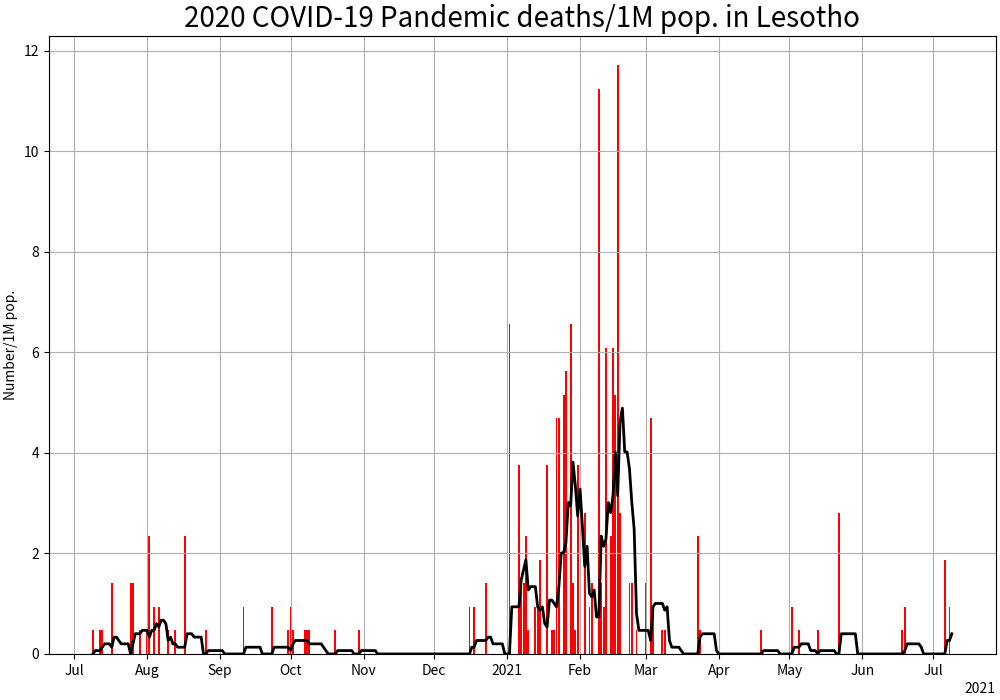 2020 COVID-19 Pandemic deaths/1M pop. in Lesotho
Number/1M pop.
12
10
8
6
4
2
0
Jul Aug Sep Oct Nov Dec 2021 Feb Mar Apr May Jun Jul
2021